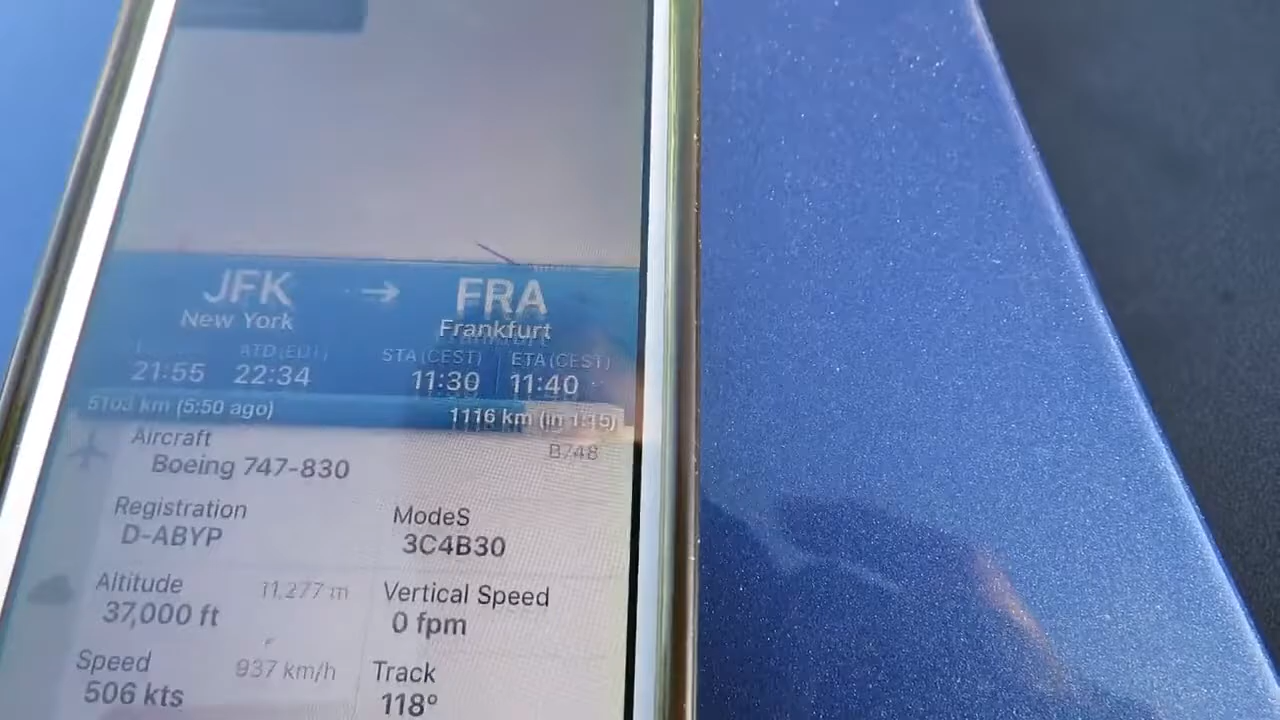 JFK → FRA
New York Frankfurt
ATD(EDT) STA(CEST) ETA(CEST)
21:55 22:34 11:30 11:40
5103 km (5:50 ago) 1116 km (in 1:15)
Aircraft B748
Boeing 747-830
Registration ModeS
D-ABYP 3C4B30
Altitude 11,277 m Vertical Speed
37,000 ft 0 fpm
Speed 937 km/h Track
506 kts 118°